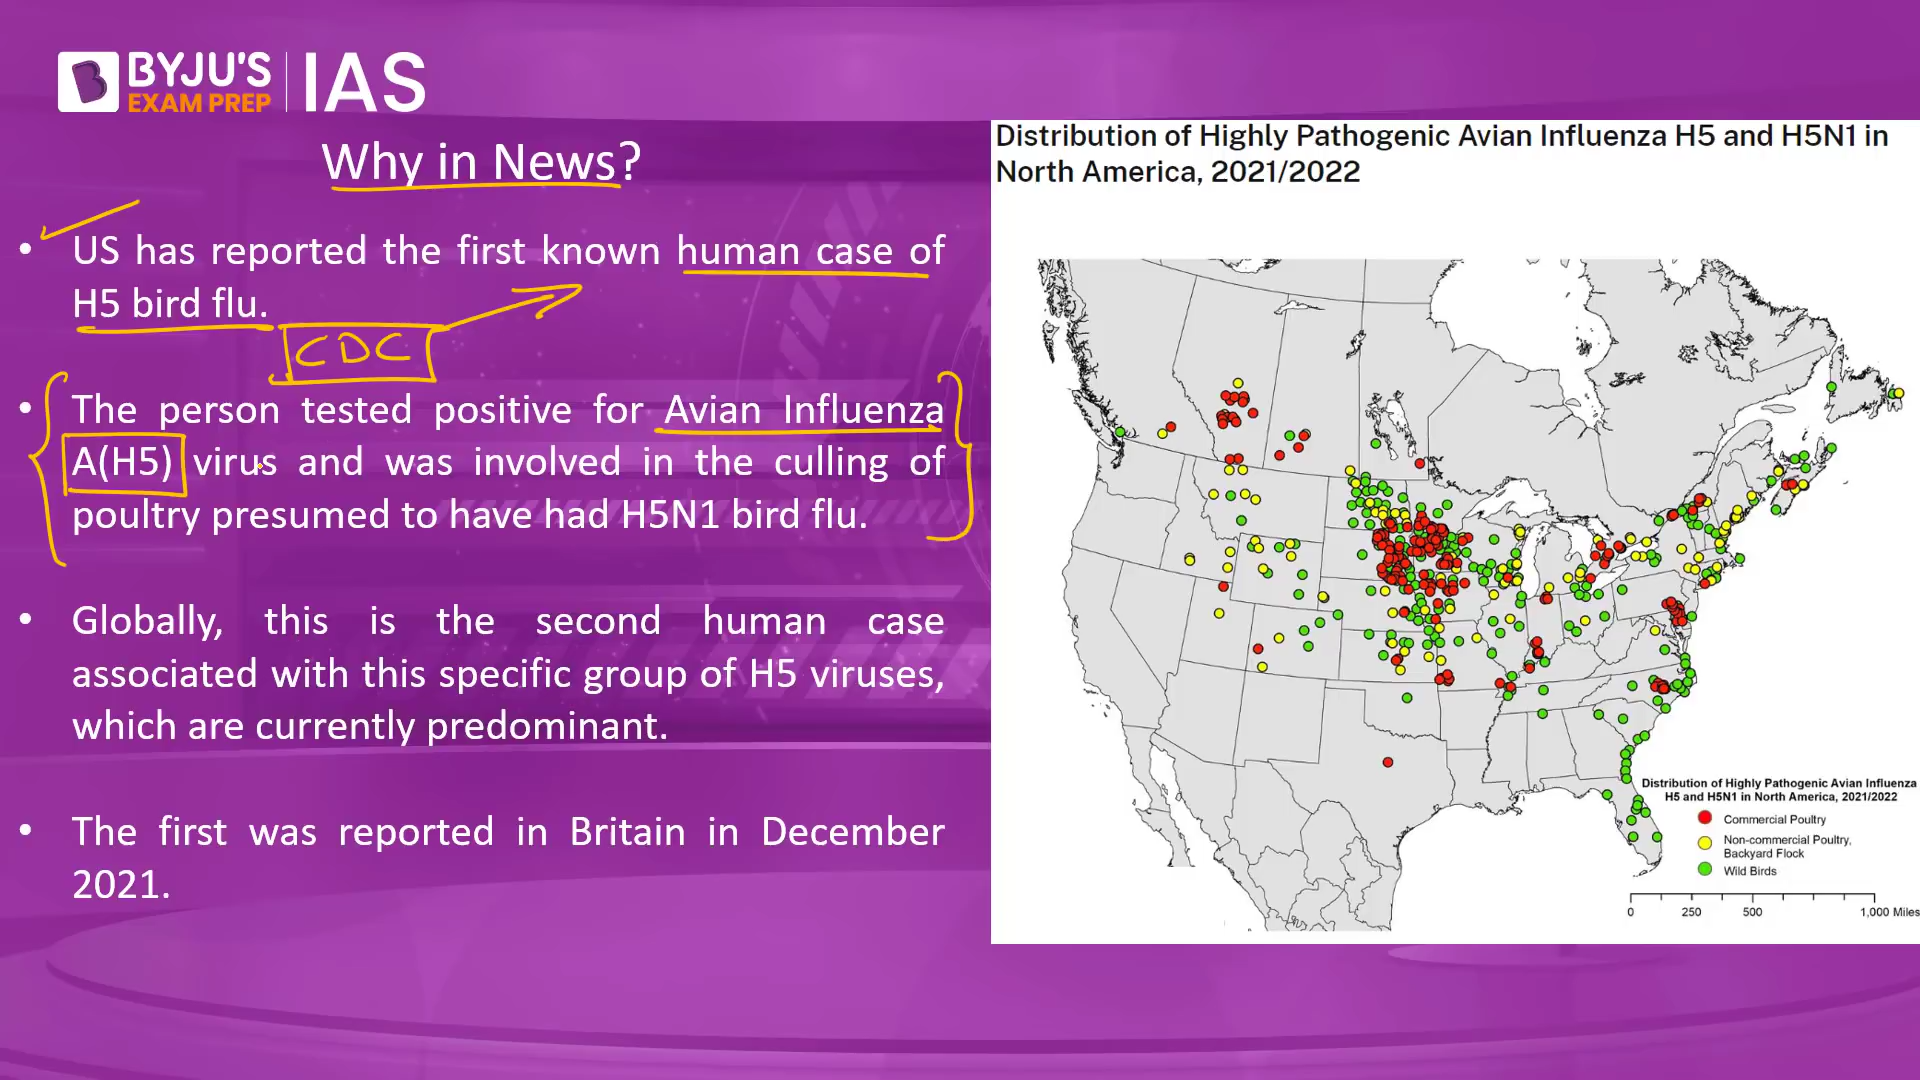 BYJU'S
EXAM PREP
IAS
Why in News?
• US has reported the first known human case of
H5 bird flu.
CDC
• The person tested positive for Avian Influenza
A(H5) virus and was involved in the culling of
poultry presumed to have had H5N1 bird flu.
• Globally, this is the second human case
associated with this specific group of H5 viruses,
which are currently predominant.
• The first was reported in Britain in December
2021.
Distribution of Highly Pathogenic Avian Influenza H5 and H5N1 in
North America, 2021/2022
Distribution of Highly Pathogenic Avian Influenza
H5 and H5N1 in North America, 2021/2022
Commercial Poultry
Non-commercial Poultry,
Backyard Flock
Wild Birds
0 250 500 1,000 Miles